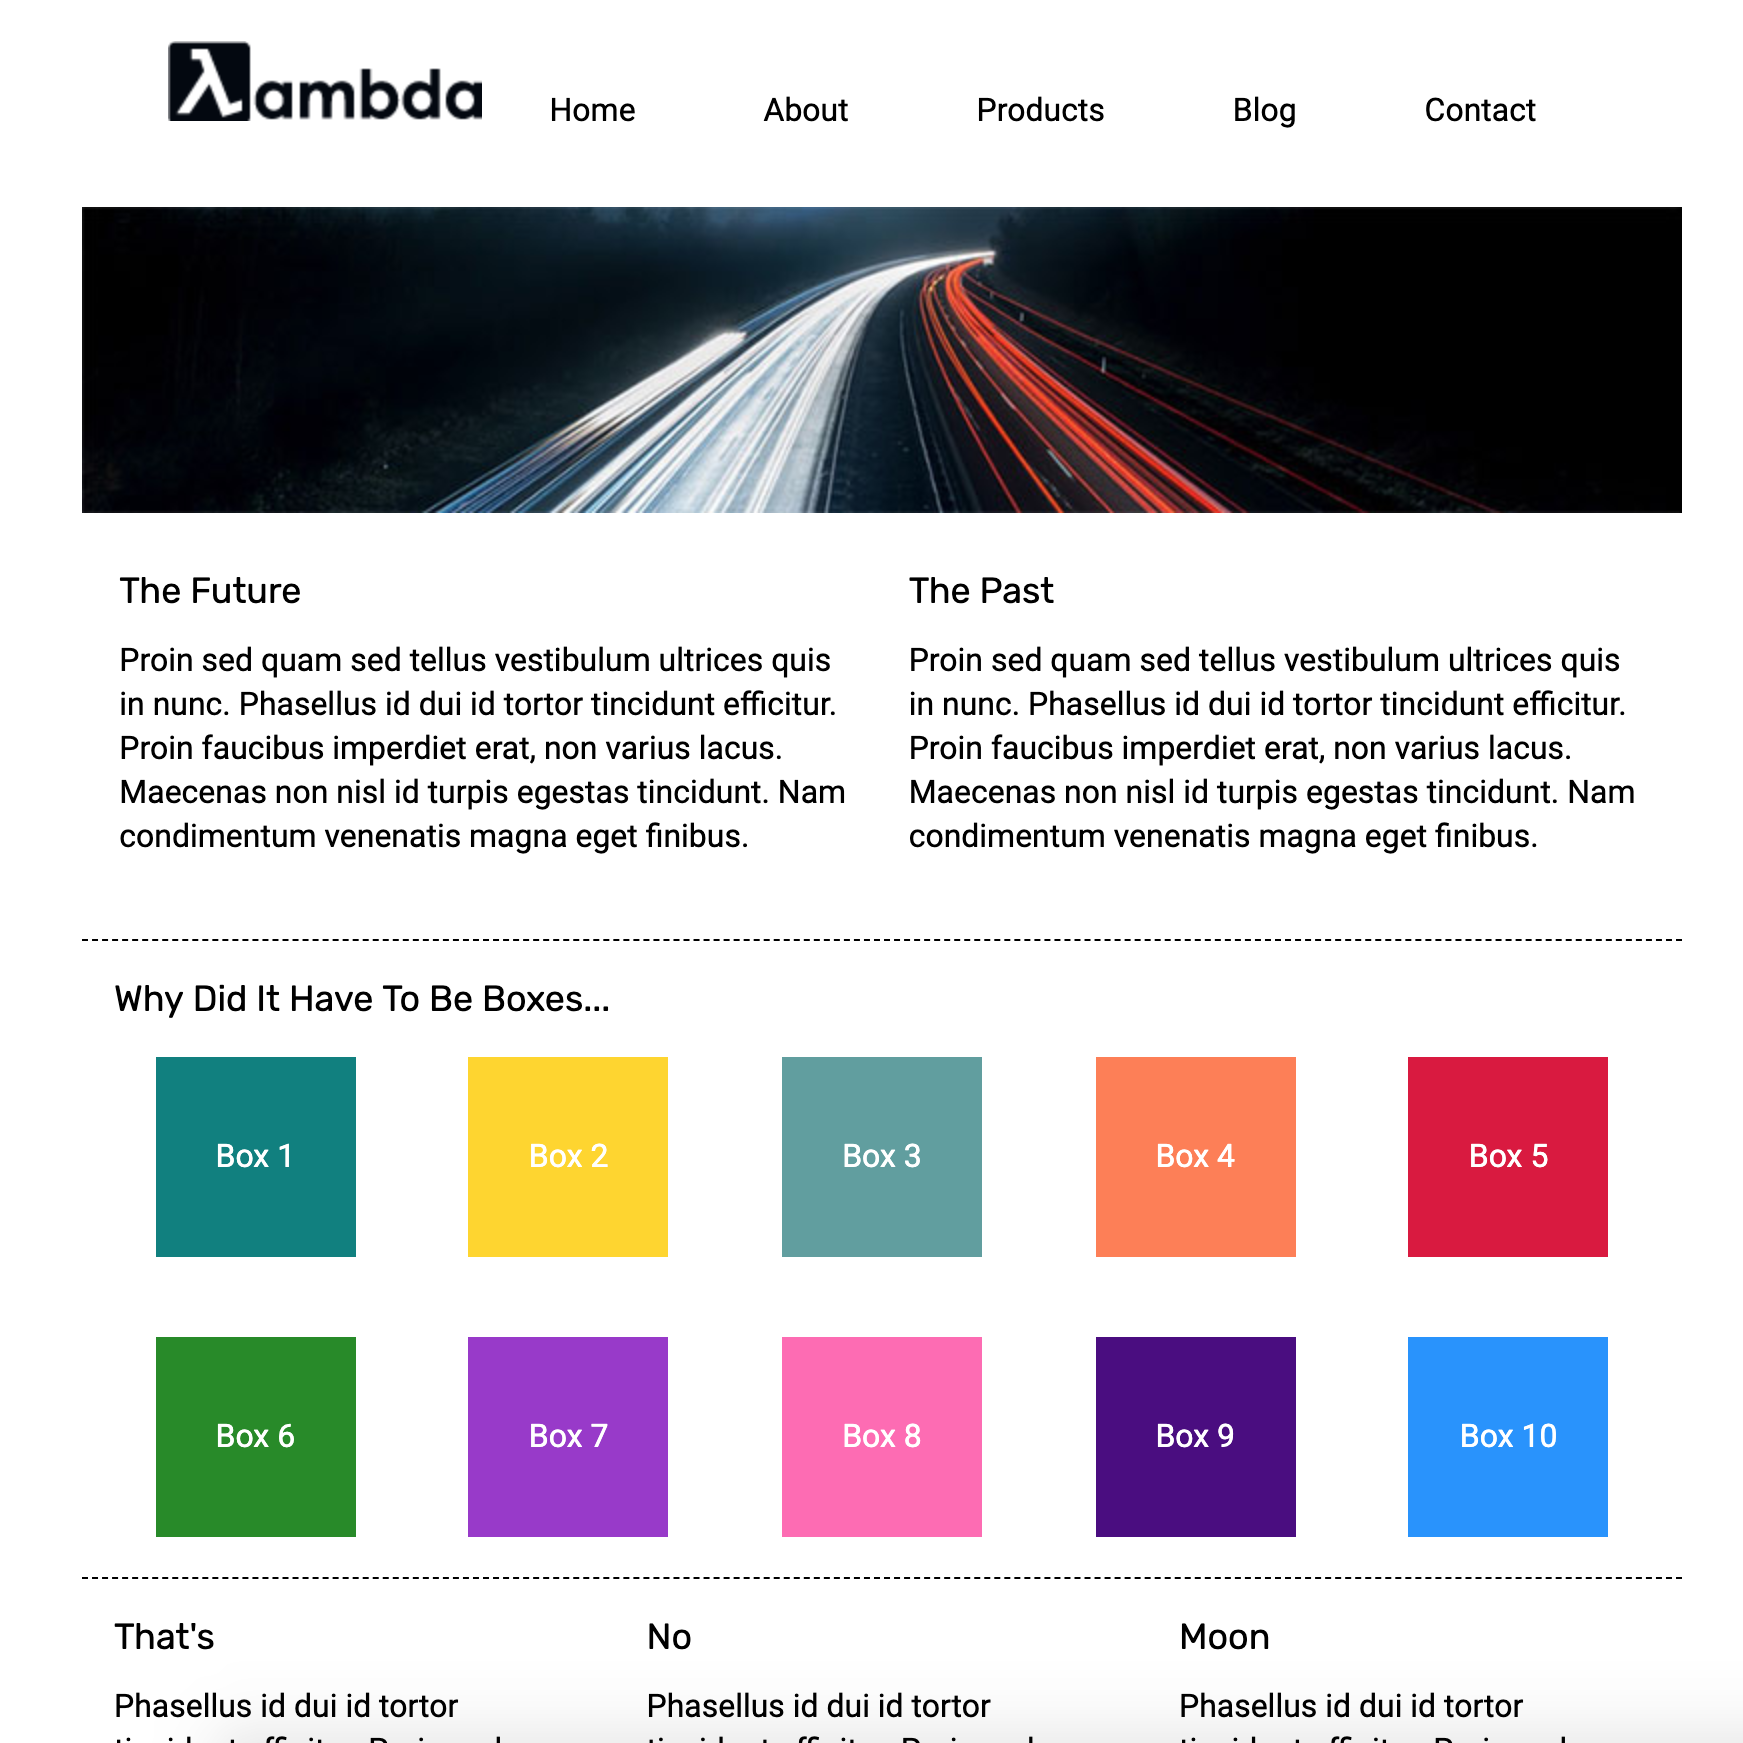 λambda
Home About Products Blog Contact
The Future
Proin sed quam sed tellus vestibulum ultrices quis
in nunc. Phasellus id dui id tortor tincidunt efficitur.
Proin faucibus imperdiet erat, non varius lacus.
Maecenas non nisl id turpis egestas tincidunt. Nam
condimentum venenatis magna eget finibus.
The Past
Proin sed quam sed tellus vestibulum ultrices quis
in nunc. Phasellus id dui id tortor tincidunt efficitur.
Proin faucibus imperdiet erat, non varius lacus.
Maecenas non nisl id turpis egestas tincidunt. Nam
condimentum venenatis magna eget finibus.
Why Did It Have To Be Boxes...
Box 1 Box 2 Box 3 Box 4 Box 5
Box 6 Box 7 Box 8 Box 9 Box 10
That's
Phasellus id dui id tortor
No
Phasellus id dui id tortor
Moon
Phasellus id dui id tortor